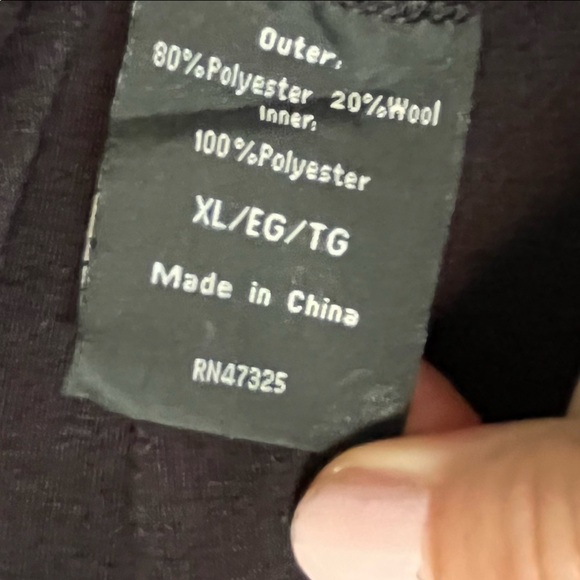 Outer:
80%Polyester 20%Wool
Inner:
100%Polyester
XL/EG/TG
Made in China
RN47325